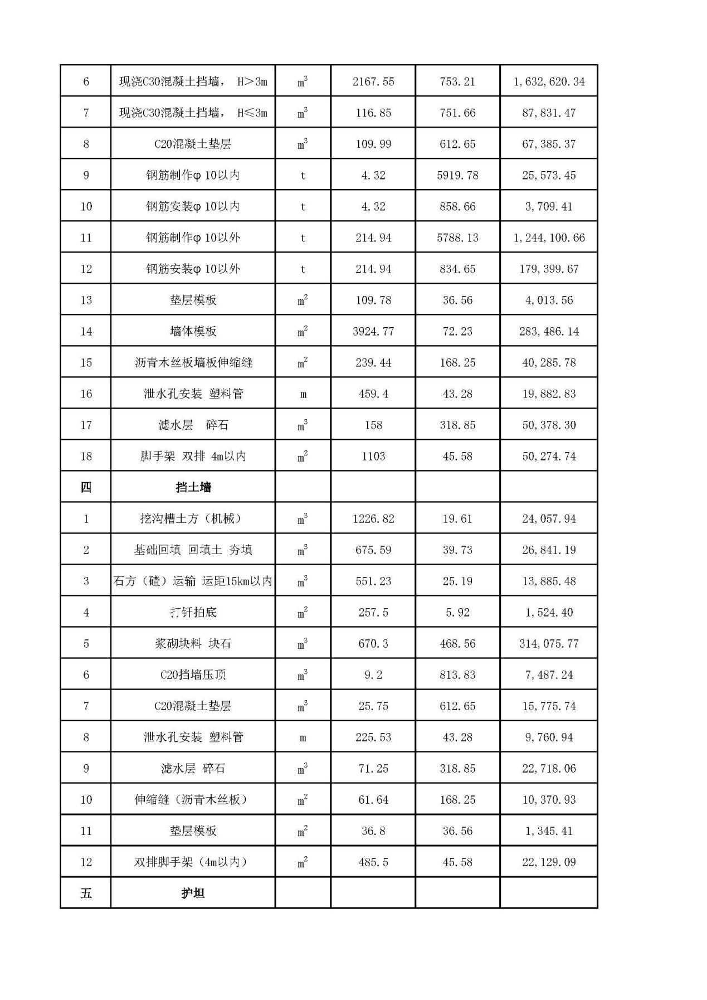 6 现浇C30混凝土挡墙， H＞3m m³ 2167.55 753.21 1,632,620.34
7 现浇C30混凝土挡墙， H≤3m m³ 116.85 751.66 87,831.47
8 C20混凝土垫层 m³ 109.99 612.65 67,385.37
9 钢筋制作φ 10以内 t 4.32 5919.78 25,573.45
10 钢筋安装φ 10以内 t 4.32 858.66 3,709.41
11 钢筋制作φ 10以外 t 214.94 5788.13 1,244,100.66
12 钢筋安装φ 10以外 t 214.94 834.65 179,399.67
13 垫层模板 m² 109.78 36.56 4,013.56
14 墙体模板 m² 3924.77 72.23 283,486.14
15 沥青木丝板墙板伸缩缝 m² 239.44 168.25 40,285.78
16 泄水孔安装 塑料管 m 459.4 43.28 19,882.83
17 滤水层 碎石 m³ 158 318.85 50,378.30
18 脚手架 双排 4m以内 m² 1103 45.58 50,274.74
四 挡土墙
1 挖沟槽土方（机械） m³ 1226.82 19.61 24,057.94
2 基础回填 回填土 夯填 m³ 675.59 39.73 26,841.19
3 石方（碴）运输 运距15km以内 m³ 551.23 25.19 13,885.48
4 打钎拍底 m² 257.5 5.92 1,524.40
5 浆砌块料 块石 m³ 670.3 468.56 314,075.77
6 C20挡墙压顶 m³ 9.2 813.83 7,487.24
7 C20混凝土垫层 m³ 25.75 612.65 15,775.74
8 泄水孔安装 塑料管 m 225.53 43.28 9,760.94
9 滤水层 碎石 m³ 71.25 318.85 22,718.06
10 伸缩缝（沥青木丝板） m² 61.64 168.25 10,370.93
11 垫层模板 m² 36.8 36.56 1,345.41
12 双排脚手架（4m以内） m² 485.5 45.58 22,129.09
五 护坦